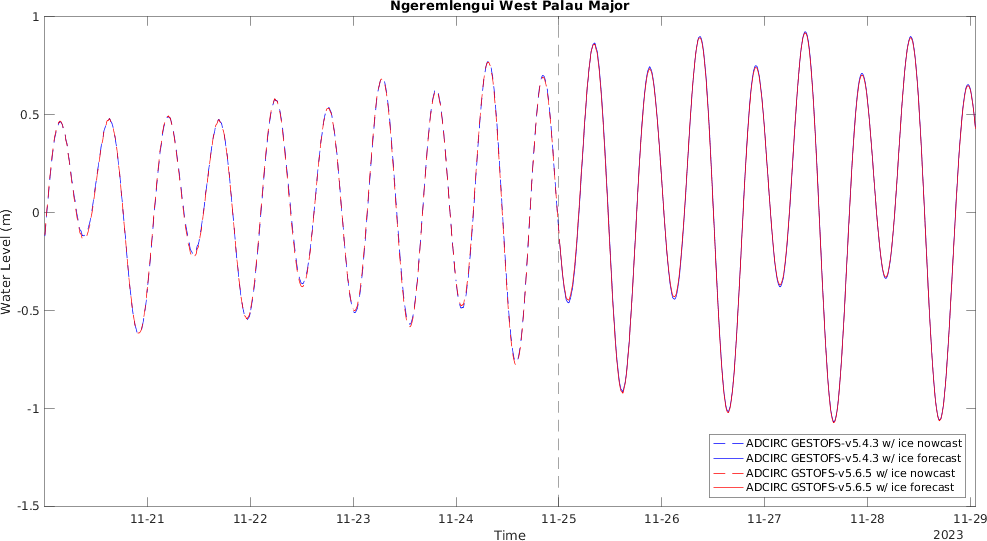 Ngeremlengui West Palau Major
1
0.5
0
-0.5
-1
-1.5
Water Level (m)
11-21
11-22
11-23
11-24
11-25
11-26
11-27
11-28
11-29
Time
2023
ADCIRC GESTOFS-v5.4.3 w/ ice nowcast
ADCIRC GESTOFS-v5.4.3 w/ ice forecast
ADCIRC GSTOFS-v5.6.5 w/ ice nowcast
ADCIRC GSTOFS-v5.6.5 w/ ice forecast